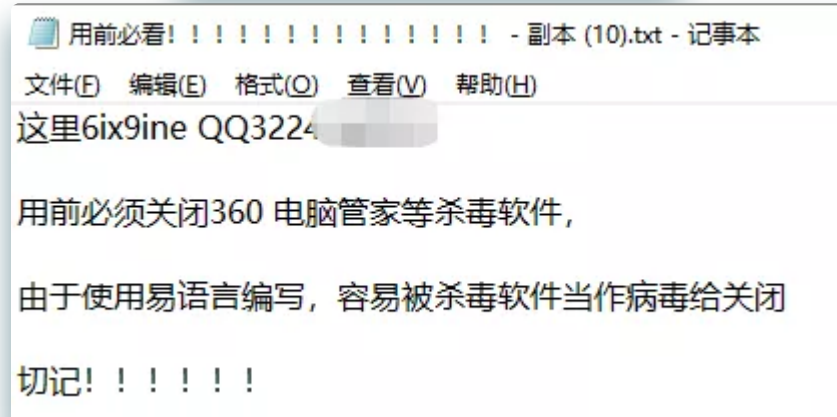 用前必看！！！！！！！！！！！！！！ - 副本 (10).txt - 记事本
文件(F) 编辑(E) 格式(O) 查看(V) 帮助(H)
这里6ix9ine QQ3224
用前必须关闭360 电脑管家等杀毒软件，
由于使用易语言编写，容易被杀毒软件当作病毒给关闭
切记！！！！！！